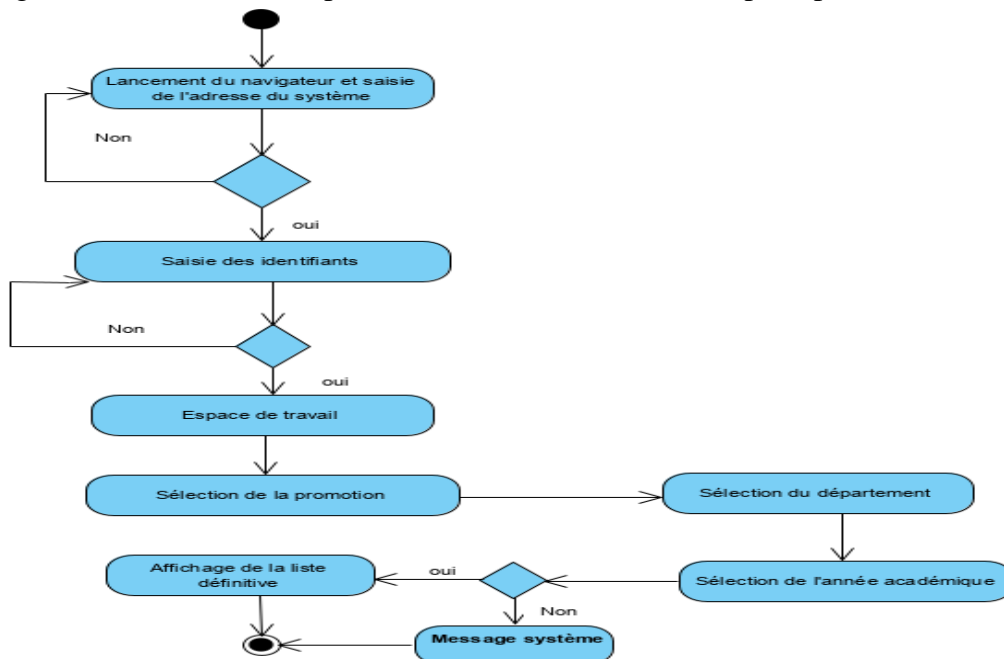 Lancement du navigateur et saisie
de l'adresse du système
Non
oui
Saisie des identifiants
Non
oui
Espace de travail
Sélection de la promotion
Sélection du département
Affichage de la liste
définitive
oui
Sélection de l'année académique
Non
Message système